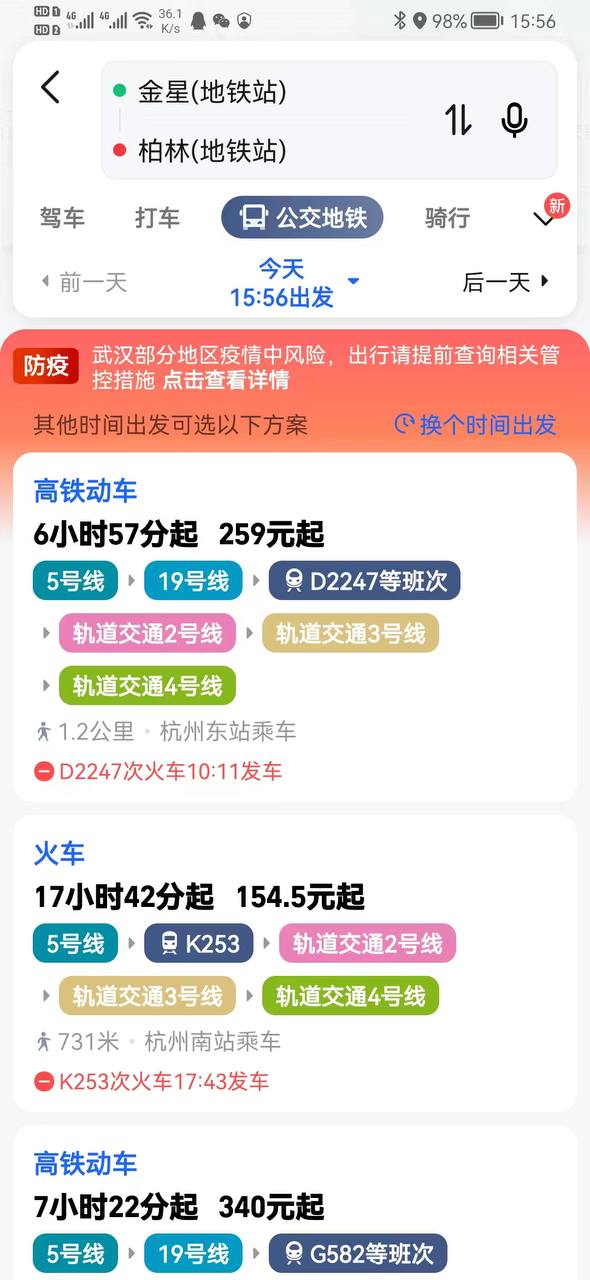 HD 1 4G 4G 36.1 98% 15:56
HD 2 K/s
金星(地铁站)
柏林(地铁站)
驾车 打车 公交地铁 骑行 新
前一天 今天 后一天
15:56出发
防疫 武汉部分地区疫情中风险，出行请提前查询相关管
控措施 点击查看详情
其他时间出发可选以下方案 换个时间出发
高铁动车
6小时57分起 259元起
5号线 19号线 D2247等班次
轨道交通2号线 轨道交通3号线
轨道交通4号线
1.2公里 · 杭州东站乘车
D2247次火车10:11发车
火车
17小时42分起 154.5元起
5号线 K253 轨道交通2号线
轨道交通3号线 轨道交通4号线
731米 · 杭州南站乘车
K253次火车17:43发车
高铁动车
7小时22分起 340元起
5号线 19号线 G582等班次